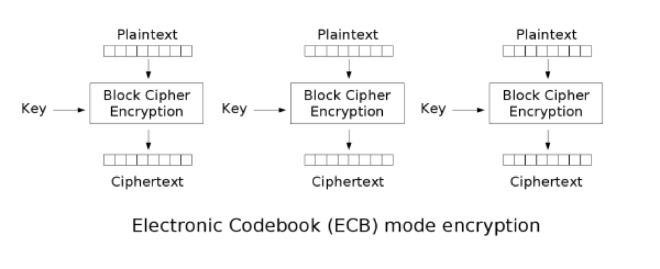 Plaintext Plaintext Plaintext
Key Block Cipher Encryption Key Block Cipher Encryption Key Block Cipher Encryption
Ciphertext Ciphertext Ciphertext
Electronic Codebook (ECB) mode encryption